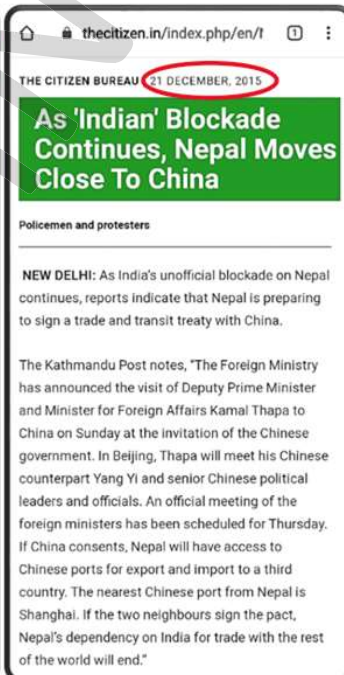 thecitizen.in/index.php/en/
1
THE CITIZEN BUREAU 21 DECEMBER, 2015
As 'Indian' Blockade
Continues, Nepal Moves
Close To China
Policemen and protesters
NEW DELHI: As India's unofficial blockade on Nepal
continues, reports indicate that Nepal is preparing
to sign a trade and transit treaty with China.
The Kathmandu Post notes, "The Foreign Ministry
has announced the visit of Deputy Prime Minister
and Minister for Foreign Affairs Kamal Thapa to
China on Sunday at the invitation of the Chinese
government. In Beijing, Thapa will meet his Chinese
counterpart Yang Yi and senior Chinese political
leaders and officials. An official meeting of the
foreign ministers has been scheduled for Thursday.
If China consents, Nepal will have access to
Chinese ports for export and import to a third
country. The nearest Chinese port from Nepal is
Shanghai. If the two neighbours sign the pact,
Nepal's dependency on India for trade with the rest
of the world will end."